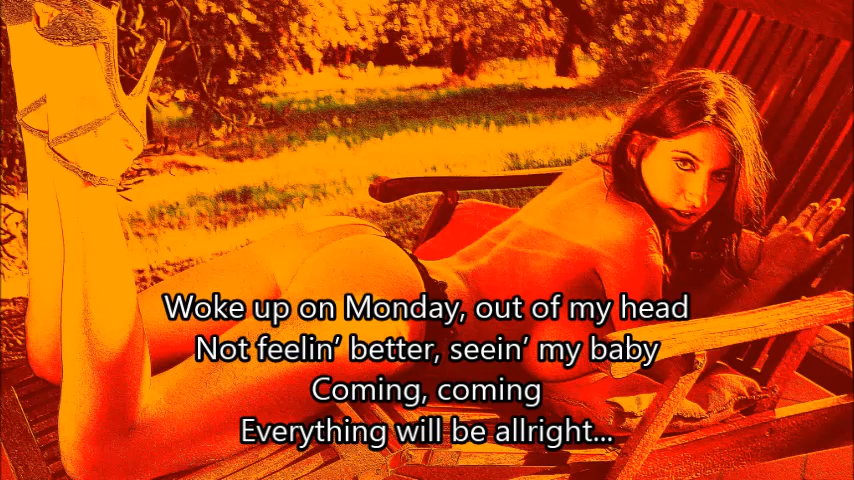 Woke up on Monday, out of my head
Not feelin’ better, seein’ my baby
Coming, coming
Everything will be allright...